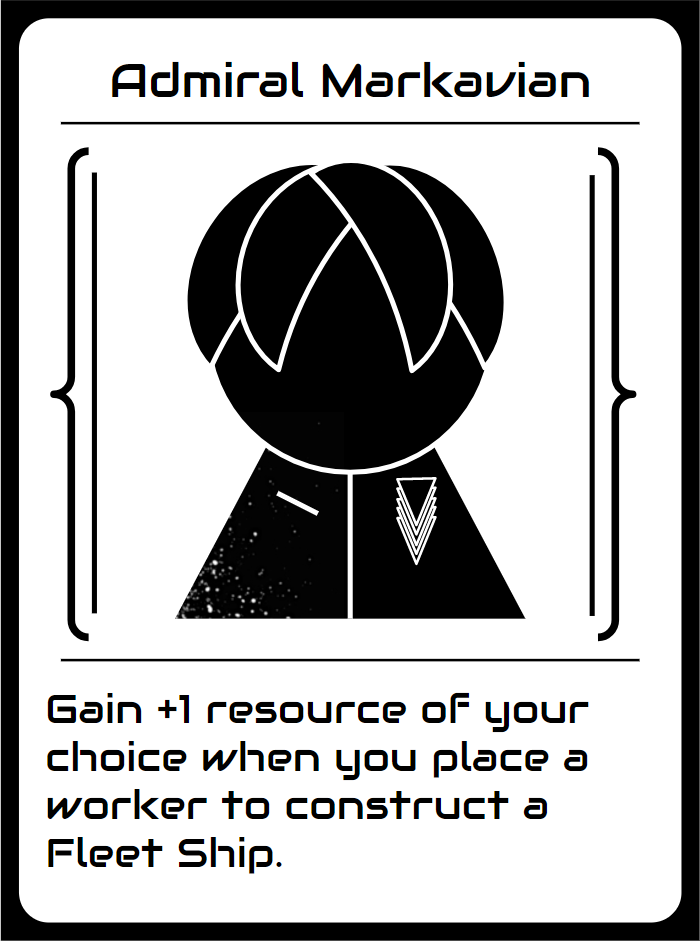 Admiral Markavian
Gain +1 resource of your
choice when you place a
worker to construct a
Fleet Ship.